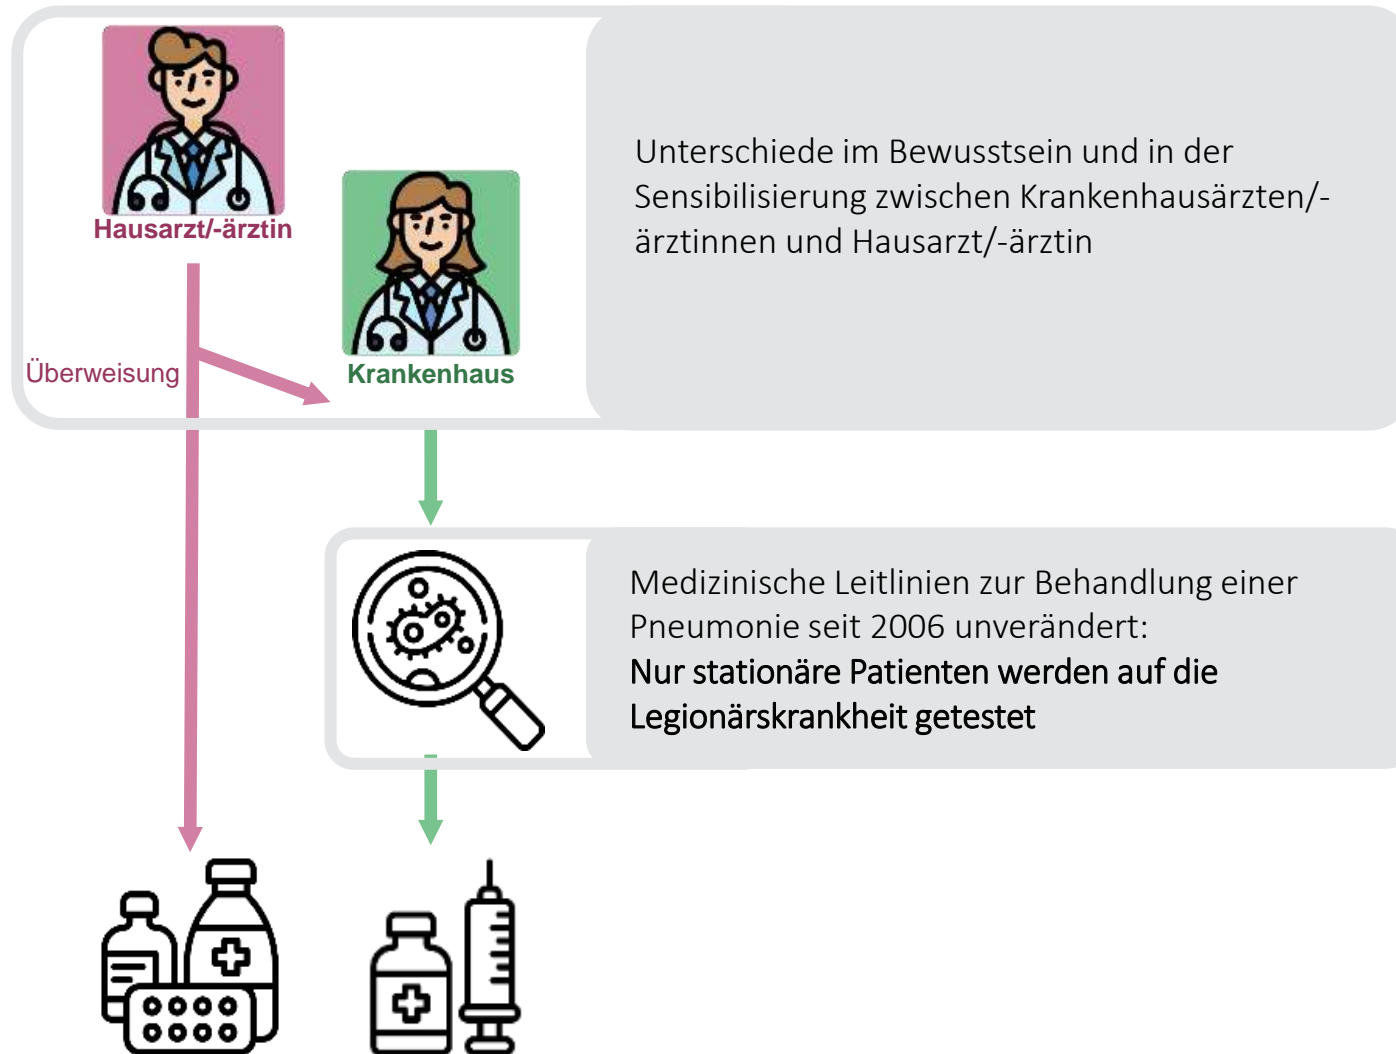 Hausarzt/-ärztin
Überweisung
Krankenhaus
Unterschiede im Bewusstsein und in der
Sensibilisierung zwischen Krankenhausärzten/-
ärztinnen und Hausarzt/-ärztin
Medizinische Leitlinien zur Behandlung einer
Pneumonie seit 2006 unverändert:
Nur stationäre Patienten werden auf die
Legionärskrankheit getestet